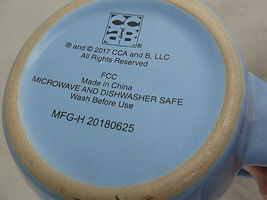 CC
AB
® and © 2017 CCA and B, LLC
All Rights Reserved
FCC
Made in China
MICROWAVE AND DISHWASHER SAFE
Wash Before Use
MFG-H 20180625